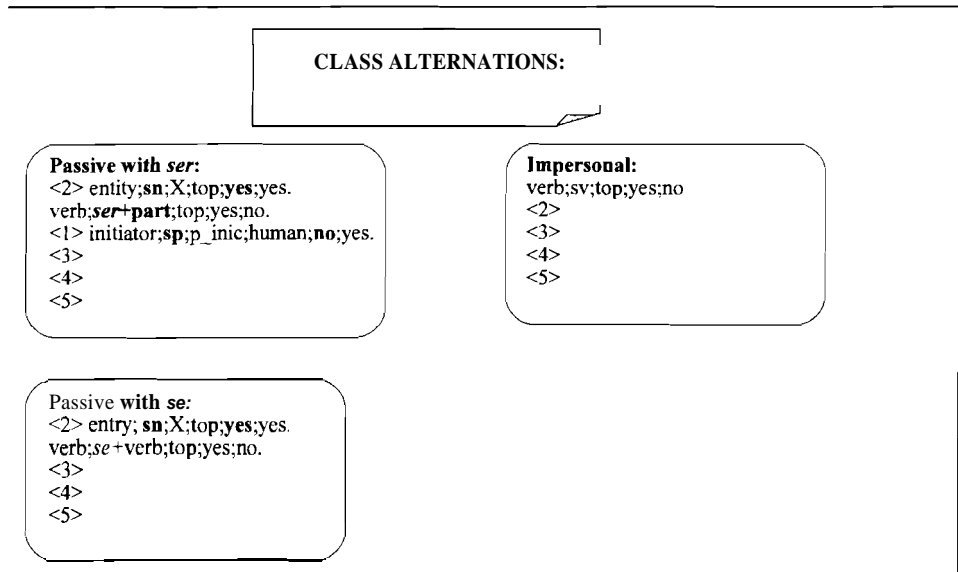 CLASS ALTERNATIONS:
Passive with ser:
<2> entity;sn;X;top;yes;yes.
verb;ser+part;top;yes;no.
<1> initiator;sp;p_inic;human;no;yes.
<3>
<4>
<5>
Impersonal:
verb;sv;top;yes;no
<2>
<3>
<4>
<5>
Passive with se:
<2> entry; sn;X;top;yes;yes.
verb;se+verb;top;yes;no.
<3>
<4>
<5>